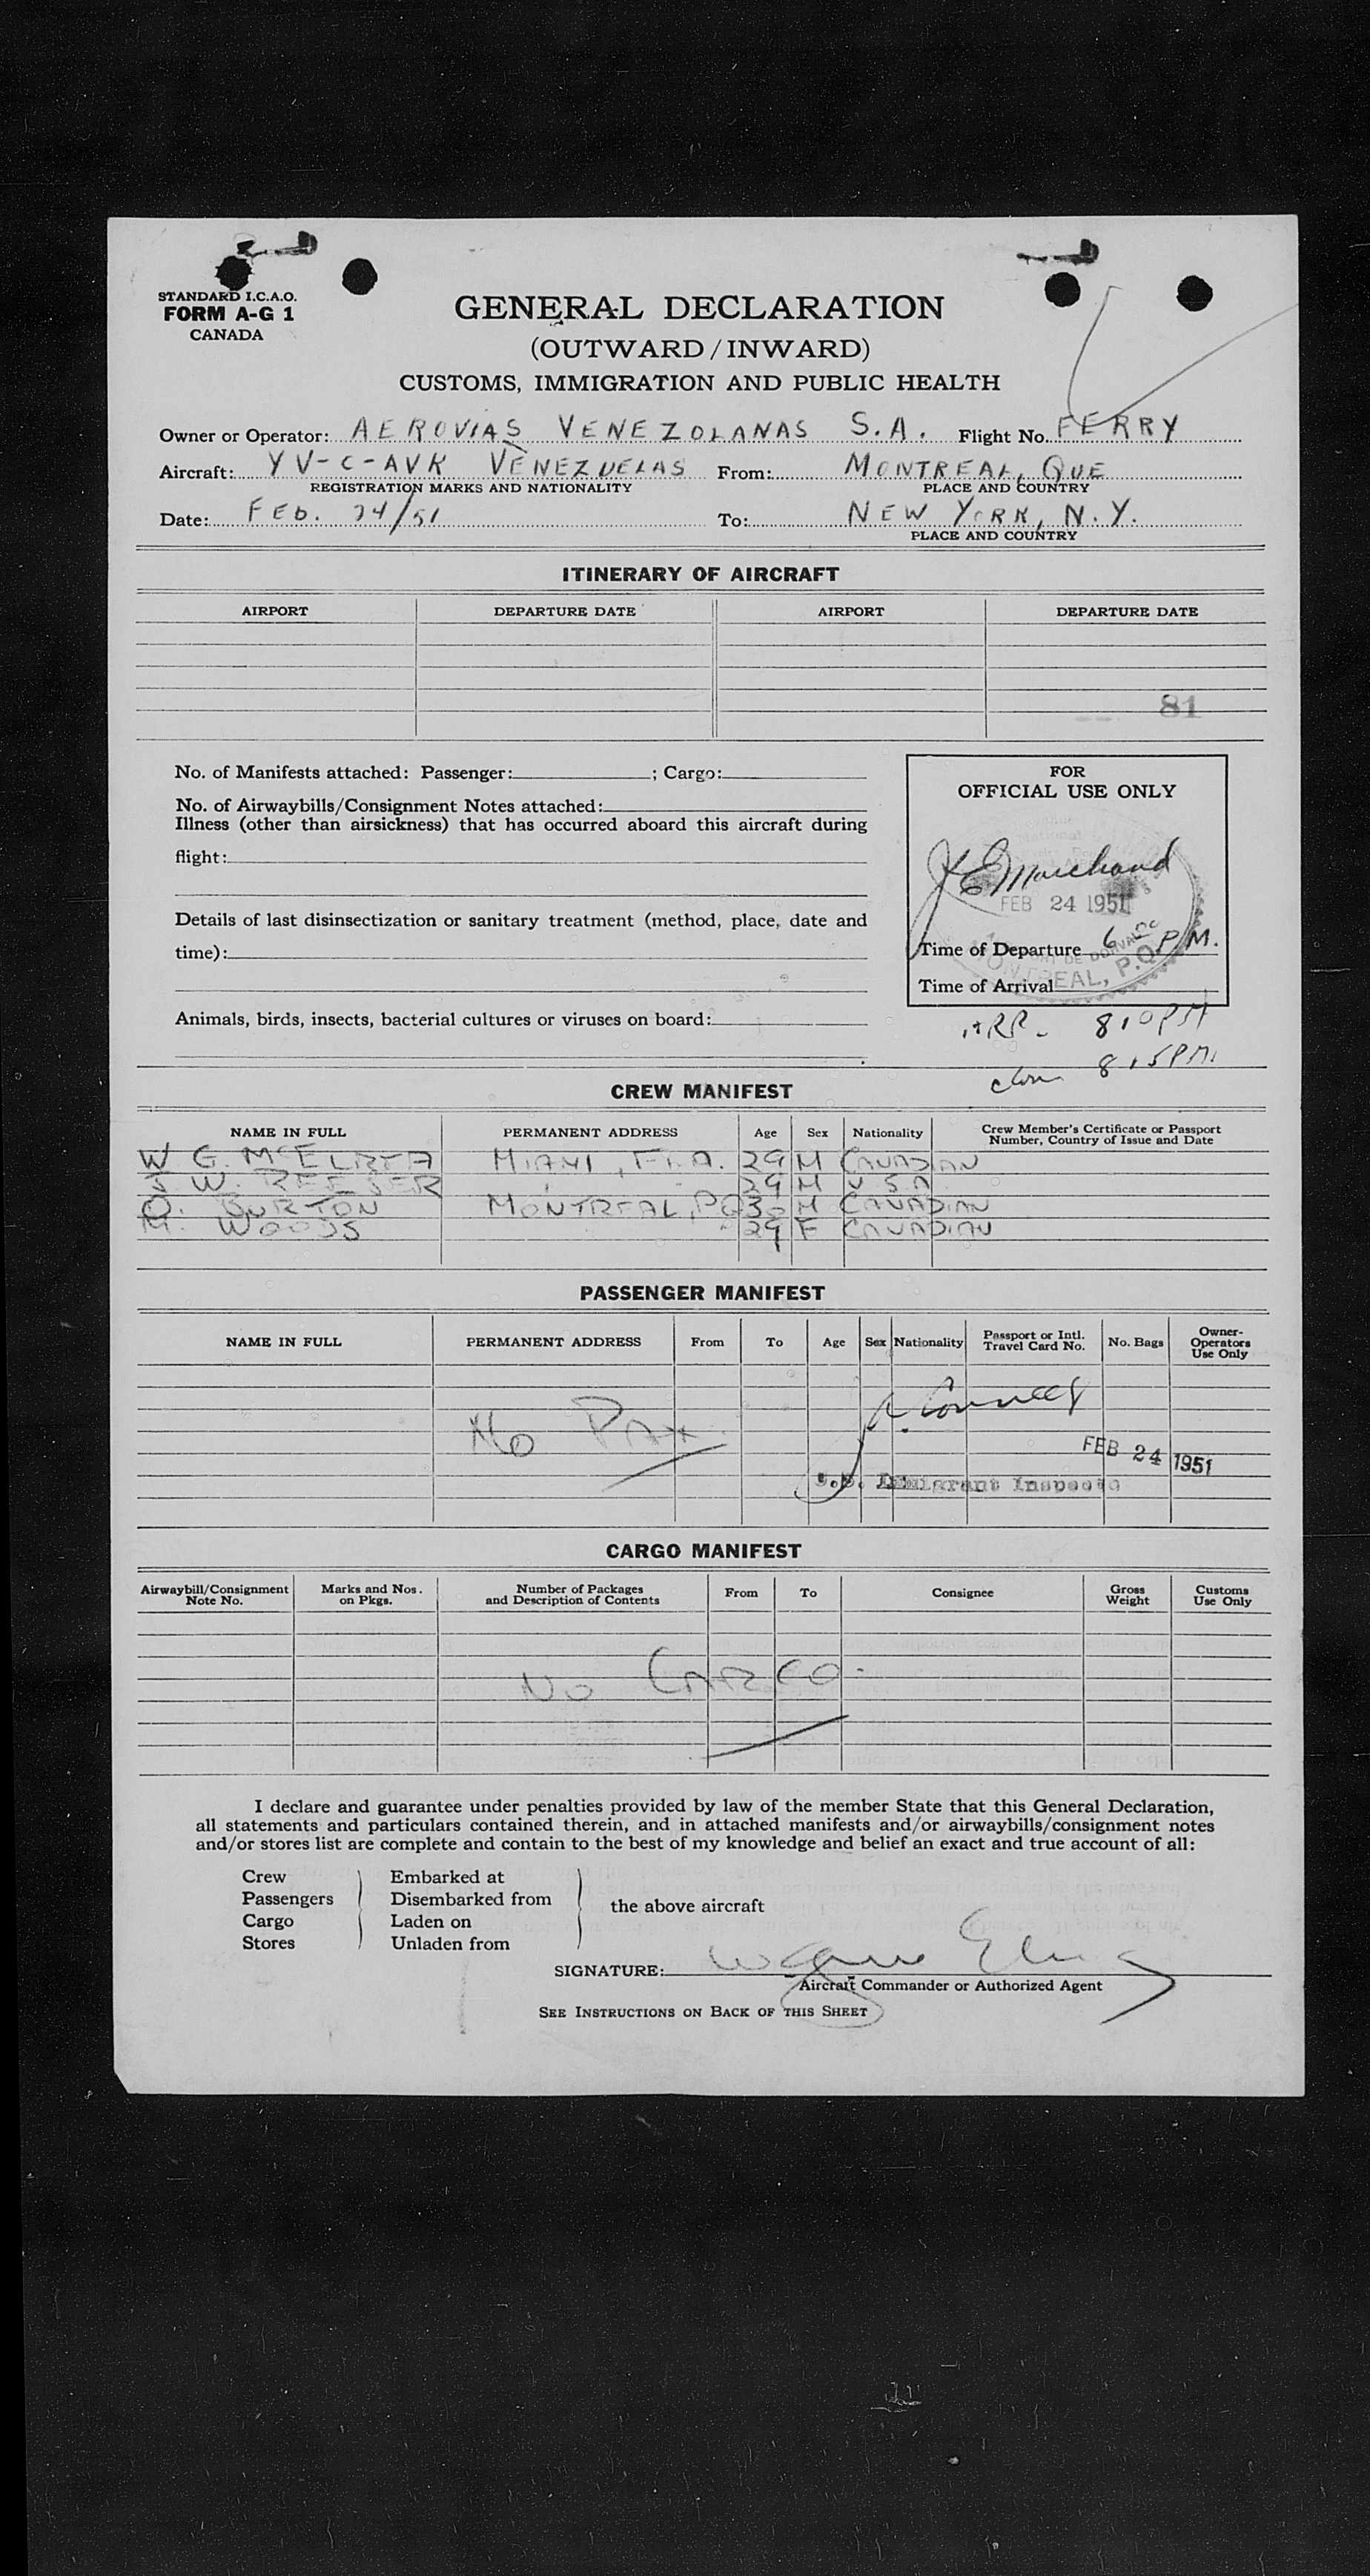 STANDARD I.C.A.O.
FORM A-G 1
CANADA
GENERAL DECLARATION
(OUTWARD/INWARD)
CUSTOMS, IMMIGRATION AND PUBLIC HEALTH
Owner or Operator: AEROVIAS VENEZOLANAS S.A. Flight No. FERRY
Aircraft: YV-C-AVK VENEZUELAS From: MONTREAL, QUE
REGISTRATION MARKS AND NATIONALITY PLACE AND COUNTRY
Date: FEB. 24/51 To: NEW YORK, N.Y.
PLACE AND COUNTRY
ITINERARY OF AIRCRAFT
AIRPORT DEPARTURE DATE AIRPORT DEPARTURE DATE
81
No. of Manifests attached: Passenger: ; Cargo:
No. of Airwaybills/Consignment Notes attached:
Illness (other than airsickness) that has occurred aboard this aircraft during
flight:
Details of last disinsectization or sanitary treatment (method, place, date and
time):
Animals, birds, insects, bacterial cultures or viruses on board:
FOR
OFFICIAL USE ONLY
J E Marchand
FEB 24 1951
Time of Departure 6 00 P.M.
DE DORVAL
MONTREAL, P.Q.
Time of Arrival
ARR. 810 PM
815 PM.
CREW MANIFEST
NAME IN FULL PERMANENT ADDRESS Age Sex Nationality Crew Member's Certificate or Passport
Number, Country of Issue and Date
W G. McELREA MIAMI, FLA. 29 M CANADIAN
J W. REESER 29 M U S A
O. BURTON MONTREAL, PQ 30 M CANADIAN
M. WOODS 29 F CANADIAN
PASSENGER MANIFEST
NAME IN FULL PERMANENT ADDRESS From To Age Sex Nationality Passport or Intl.
Travel Card No. No. Bags Owner-
Operators
Use Only
No PAX
FEB 24 1951
U.S. Immigrant Inspecto
CARGO MANIFEST
Airwaybill/Consignment
Note No. Marks and Nos.
on Pkgs. Number of Packages
and Description of Contents From To Consignee Gross
Weight Customs
Use Only
No CARGO.
I declare and guarantee under penalties provided by law of the member State that this General Declaration,
all statements and particulars contained therein, and in attached manifests and/or airwaybills/consignment notes
and/or stores list are complete and contain to the best of my knowledge and belief an exact and true account of all:
Crew Embarked at
Passengers Disembarked from
the above aircraft
Cargo Laden on
Stores Unladen from
SIGNATURE:
Aircraft Commander or Authorized Agent
SEE INSTRUCTIONS ON BACK OF THIS SHEET